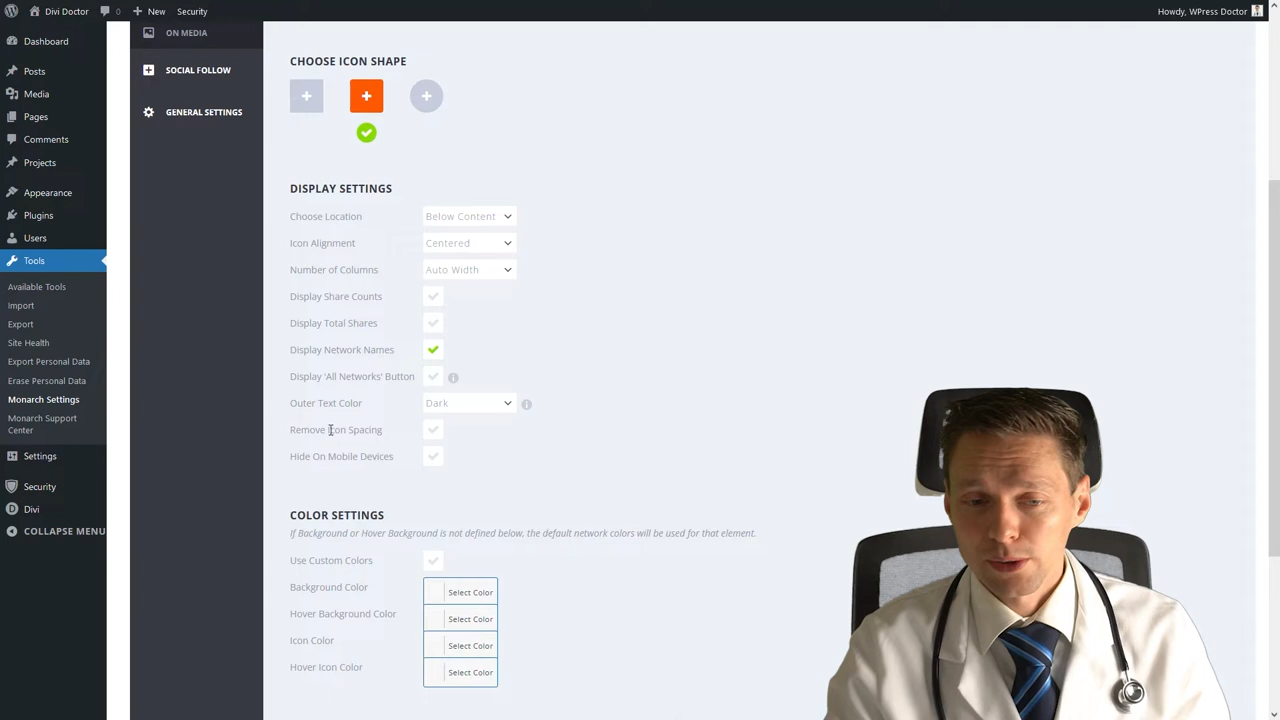 Divi Doctor
0
New
Security
Howdy, WPress Doctor
Dashboard
Posts
Media
Pages
Comments
Projects
Appearance
Plugins
Users
Tools
Available Tools
Import
Export
Site Health
Export Personal Data
Erase Personal Data
Monarch Settings
Monarch Support
Center
Settings
Security
Divi
COLLAPSE MENU
ON MEDIA
SOCIAL FOLLOW
GENERAL SETTINGS
CHOOSE ICON SHAPE
DISPLAY SETTINGS
Choose Location
Below Content
Icon Alignment
Centered
Number of Columns
Auto Width
Display Share Counts
Display Total Shares
Display Network Names
Display 'All Networks' Button
Outer Text Color
Dark
Remove Icon Spacing
Hide On Mobile Devices
COLOR SETTINGS
If Background or Hover Background is not defined below, the default network colors will be used for that element.
Use Custom Colors
Background Color
Select Color
Hover Background Color
Select Color
Icon Color
Select Color
Hover Icon Color
Select Color